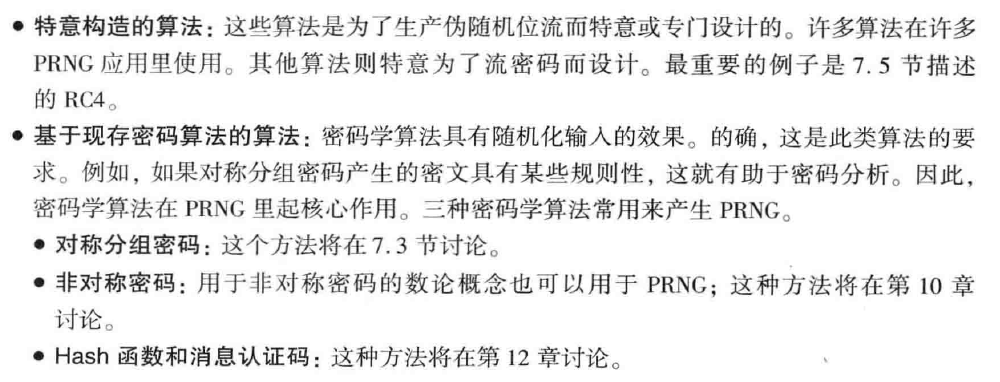 ● 特意构造的算法：这些算法是为了生产伪随机位流而特意或专门设计的。许多算法在许多
PRNG 应用里使用。其他算法则特意为了流密码而设计。最重要的例子是 7.5 节描述
的 RC4。
● 基于现存密码算法的算法：密码学算法具有随机化输入的效果。的确，这是此类算法的要
求。例如，如果对称分组密码产生的密文具有某些规则性，这就有助于密码分析。因此，
密码学算法在 PRNG 里起核心作用。三种密码学算法常用来产生 PRNG。
● 对称分组密码：这个方法将在 7.3 节讨论。
● 非对称密码：用于非对称密码的数论概念也可以用于 PRNG；这种方法将在第 10 章
讨论。
● Hash 函数和消息认证码：这种方法将在第 12 章讨论。